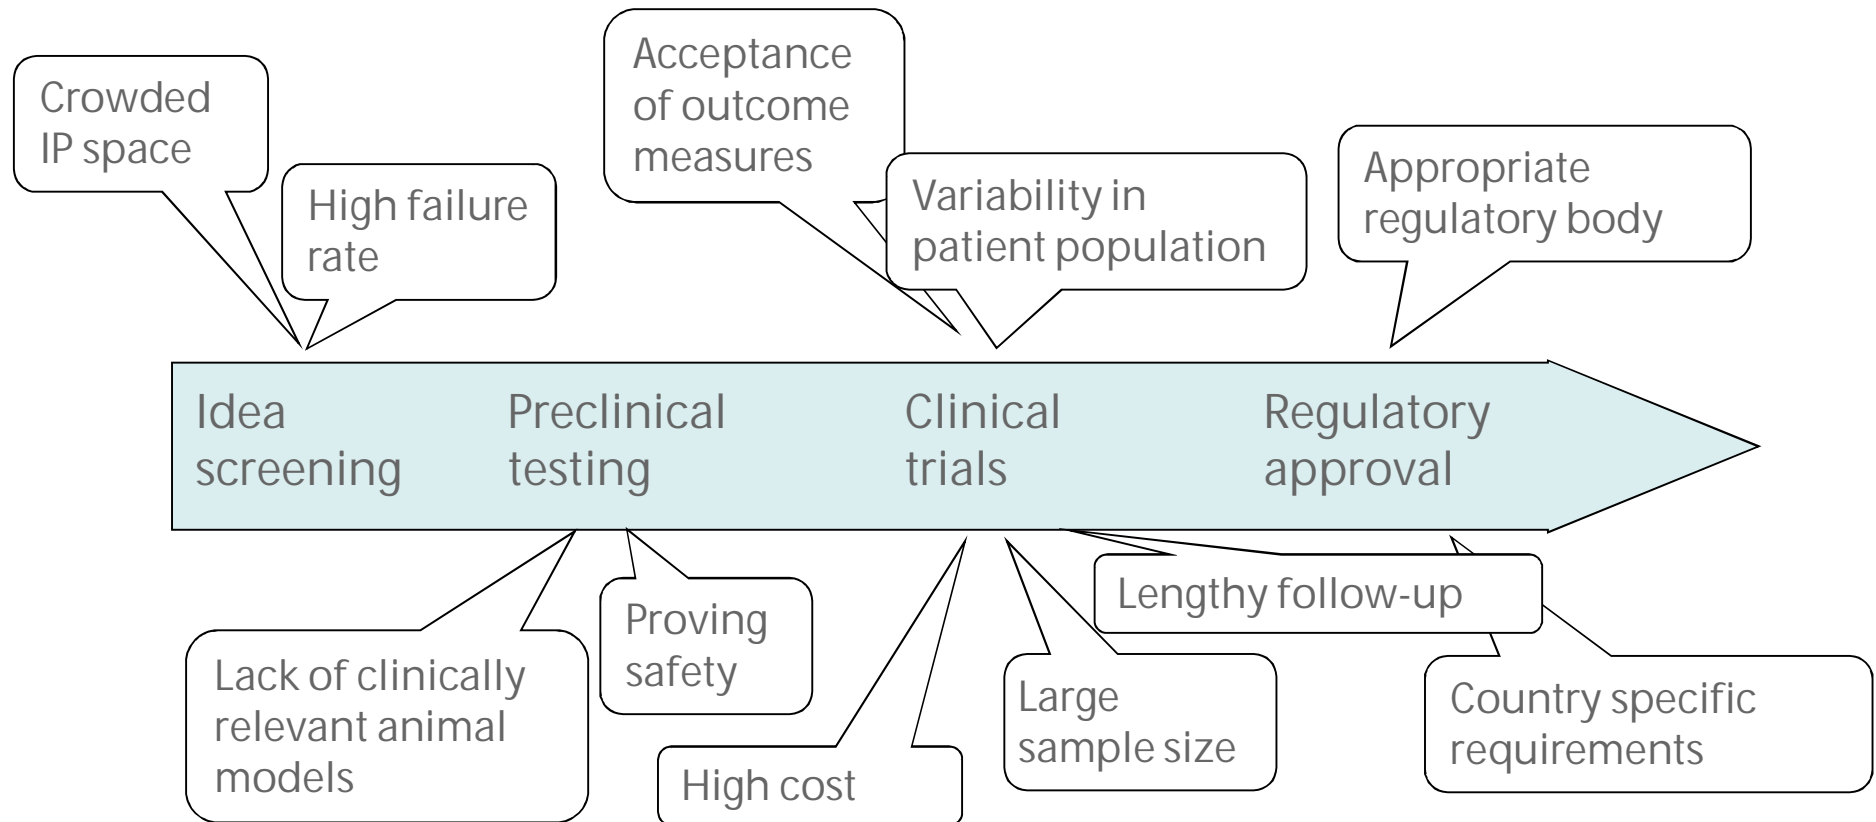 Crowded
IP space
High failure
rate
Acceptance
of outcome
measures
Variability in
patient population
Appropriate
regulatory body
Idea
screening
Preclinical
testing
Clinical
trials
Regulatory
approval
Lack of clinically
relevant animal
models
Proving
safety
High cost
Large
sample size
Lengthy follow-up
Country specific
requirements